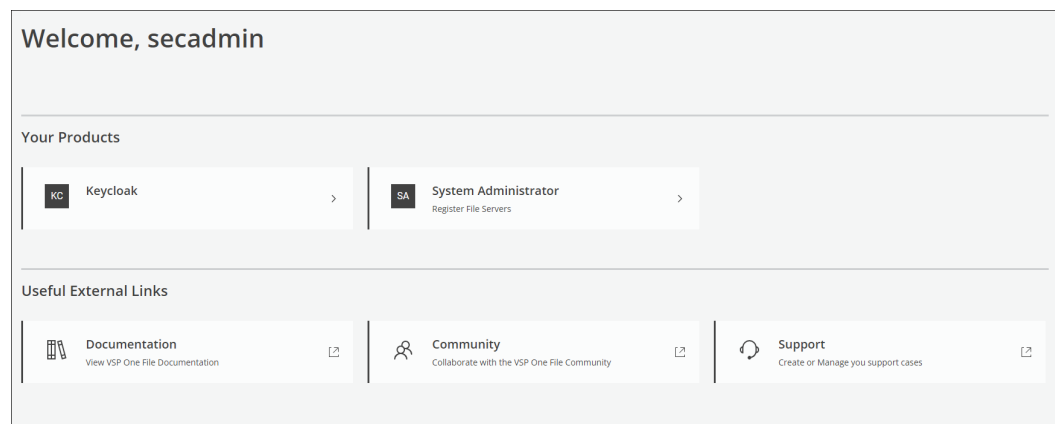 Welcome, secadmin
Your Products
KC Keycloak
SA System Administrator
Register File Servers
Useful External Links
Documentation
View VSP One File Documentation
Community
Collaborate with the VSP One File Community
Support
Create or Manage you support cases